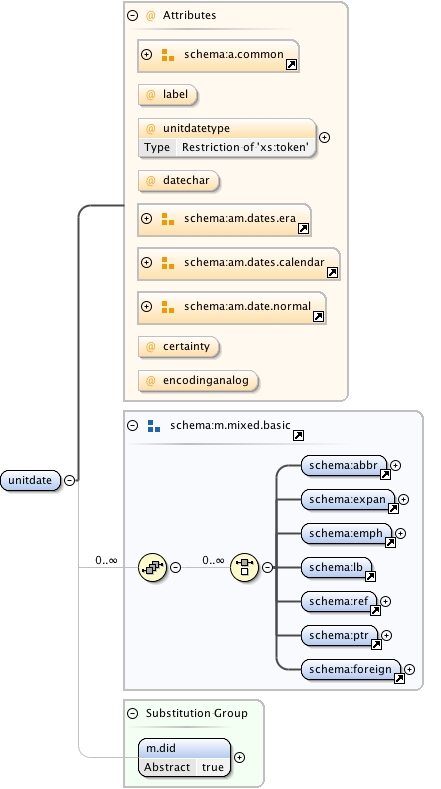 Attributes
schema:a.common
@ label
@ unitdatetype
Type Restriction of 'xs:token'
@ datechar
schema:am.dates.era
schema:am.dates.calendar
schema:am.date.normal
@ certainty
@ encodinganalog
schema:m.mixed.basic
unitdate
0..∞
0..∞
schema:abbr
schema:expan
schema:emph
schema:lb
schema:ref
schema:ptr
schema:foreign
Substitution Group
m.did
Abstract true